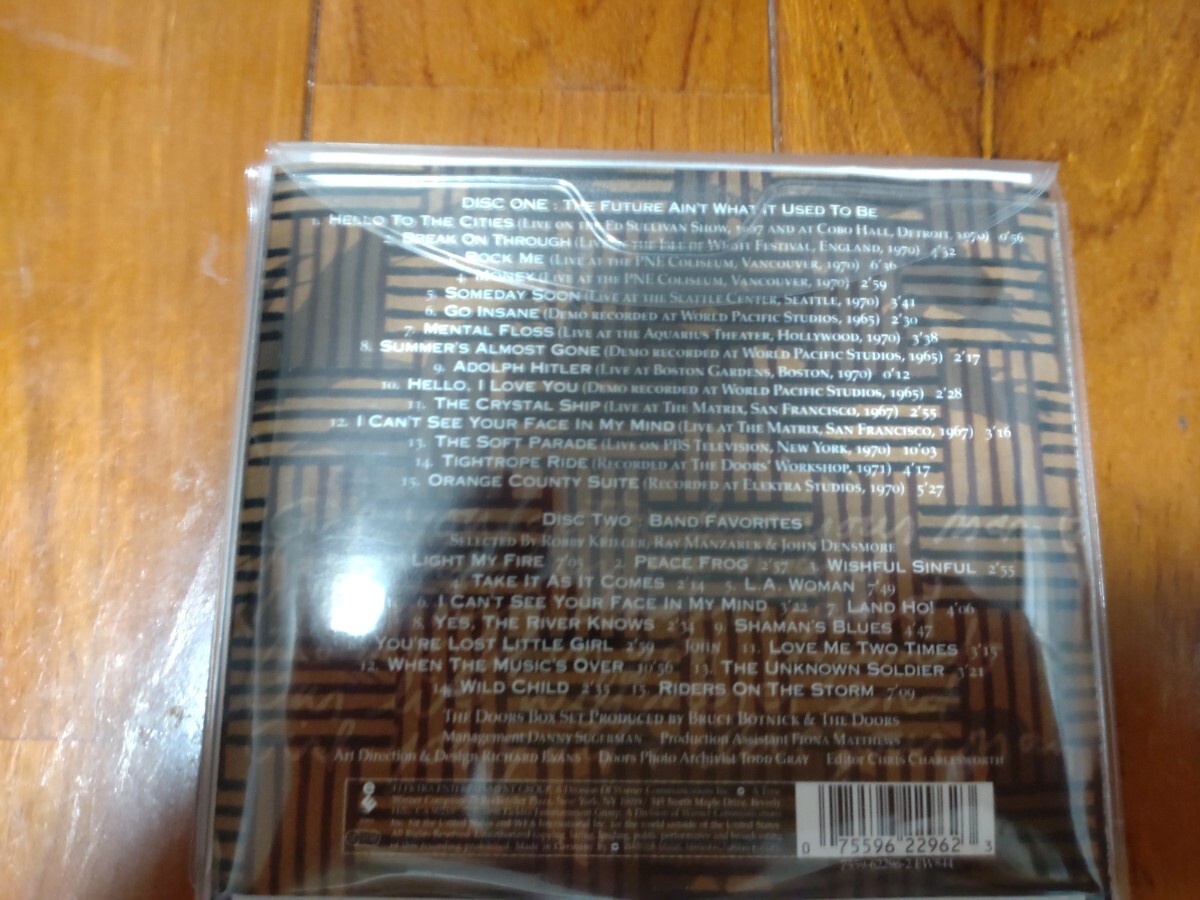 DISC ONE : THE FUTURE AIN'T WHAT IT USED TO BE
1. HELLO TO THE CITIES (LIVE ON THE ED SULLIVAN SHOW, 1967 AND AT COBO HALL, DETROIT, 1970) 0'56
2. BREAK ON THROUGH (LIVE ON THE ISLE OF WIGHT FESTIVAL, ENGLAND, 1970) 4'32
3. ROCK ME (LIVE AT THE PNE COLISEUM, VANCOUVER, 1970) 6'36
4. MONEY (LIVE AT THE PNE COLISEUM, VANCOUVER, 1970) 2'59
5. SOMEDAY SOON (LIVE AT THE SEATTLE CENTER, SEATTLE, 1970) 3'41
6. GO INSANE (DEMO RECORDED AT WORLD PACIFIC STUDIOS, 1965) 2'30
7. MENTAL FLOSS (LIVE AT THE AQUARIUS THEATER, HOLLYWOOD, 1970) 3'38
8. SUMMER'S ALMOST GONE (DEMO RECORDED AT WORLD PACIFIC STUDIOS, 1965) 2'17
9. ADOLPH HITLER (LIVE AT BOSTON GARDENS, BOSTON, 1970) 0'12
10. HELLO, I LOVE YOU (DEMO RECORDED AT WORLD PACIFIC STUDIOS, 1965) 2'28
11. THE CRYSTAL SHIP (LIVE AT THE MATRIX, SAN FRANCISCO, 1967) 2'55
12. I CAN'T SEE YOUR FACE IN MY MIND (LIVE AT THE MATRIX, SAN FRANCISCO, 1967) 3'16
13. THE SOFT PARADE (LIVE ON PBS TELEVISION, NEW YORK, 1970) 10'03
14. TIGHTROPE RIDE (RECORDED AT THE DOORS' WORKSHOP, 1971) 4'17
15. ORANGE COUNTY SUITE (RECORDED AT ELEKTRA STUDIOS, 1970) 5'27
DISC TWO : BAND FAVORITES
SELECTED BY ROBBY KRIEGER, RAY MANZAREK & JOHN DENSMORE
LIGHT MY FIRE 7'05 2. PEACE FROG 2'57 3. WISHFUL SINFUL 2'55
4. TAKE IT AS IT COMES 2'14 5. L.A. WOMAN 7'49
6. I CAN'T SEE YOUR FACE IN MY MIND 3'22 7. LAND HO! 4'06
8. YES, THE RIVER KNOWS 2'34 9. SHAMAN'S BLUES 4'47
YOU'RE LOST LITTLE GIRL 2'59 JOHN 11. LOVE ME TWO TIMES 3'15
12. WHEN THE MUSIC'S OVER 10'56 13. THE UNKNOWN SOLDIER 3'21
14. WILD CHILD 2'35 15. RIDERS ON THE STORM 7'09
THE DOORS BOX SET PRODUCED BY BRUCE BOTNICK & THE DOORS
Management DANNY SUGERMAN Production Assistant FIONA MATTHEWS
Art Direction & Design RICHARD EVANS Doors Photo Archivist TODD GRAY Editor CHRIS CHARLESWORTH
ELEKTRA ENTERTAINMENT GROUP, A Division Of Warner Communications Inc.
0 75596 22962 3
7559-62296-2 EW844